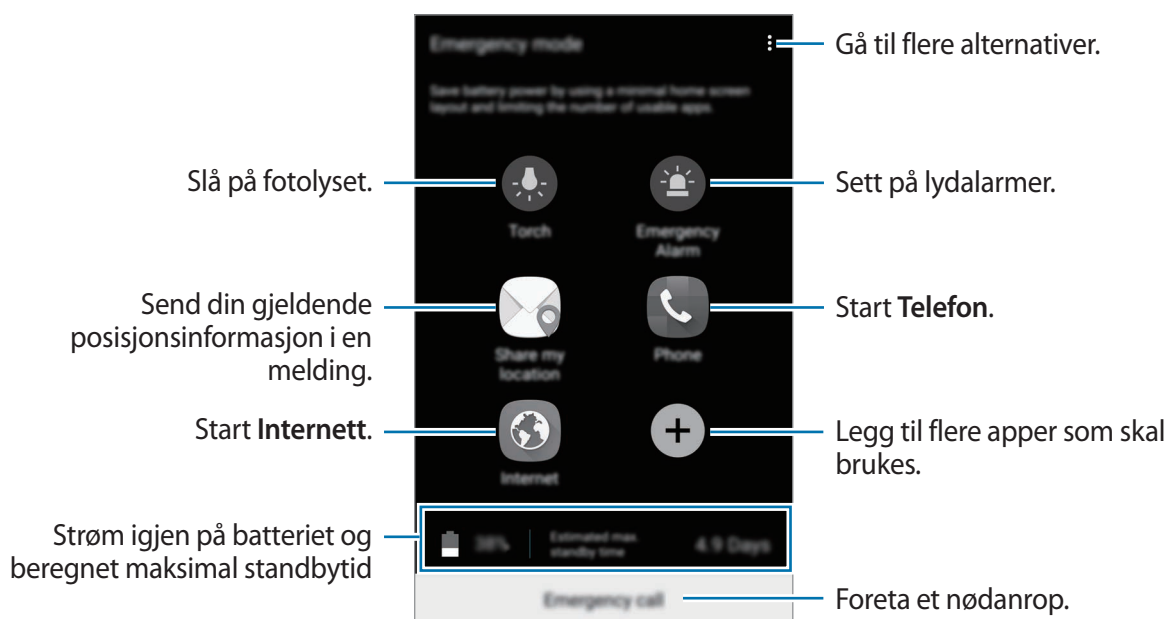 Emergency mode
Gå til flere alternativer.
Save battery power by using a minimal home screen
layout and limiting the number of usable apps.
Slå på fotolyset.
Sett på lydalarmer.
Torch
Emergency
Alarm
Send din gjeldende
posisjonsinformasjon i en
melding.
Start Telefon.
Share my
location
Phone
Start Internett.
Legg til flere apper som skal
brukes.
Internet
Strøm igjen på batteriet og
beregnet maksimal standbytid
38%
Estimated max.
standby time
4.9 Days
Emergency call
Foreta et nødanrop.